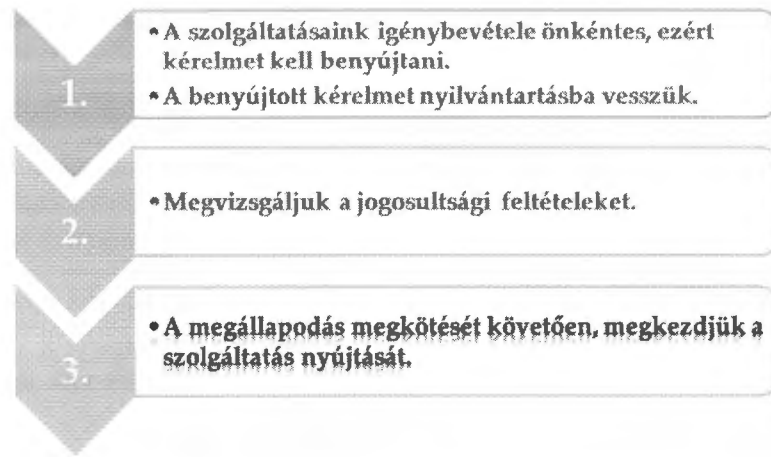 1.
• A szolgáltatásaink igénybevétele önkéntes, ezért
kérelmet kell benyújtani.
• A benyújtott kérelmet nyilvántartásba vesszük.
2.
• Megvizsgáljuk a jogosultsági feltételeket.
3.
• A megállapodás megkötését követően, megkezdjük a
szolgáltatás nyújtását.